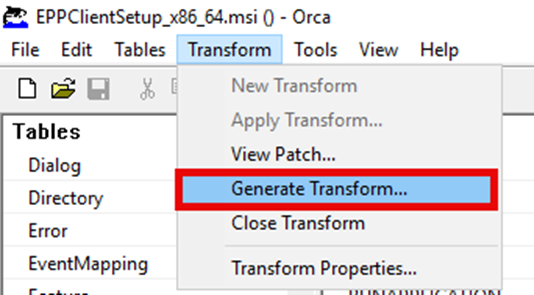 EPPClientSetup_x86_64.msi () - Orca
File Edit Tables Transform Tools View Help
New Transform
Apply Transform...
View Patch...
Generate Transform...
Close Transform
Transform Properties...
Tables
Dialog
Directory
Error
EventMapping